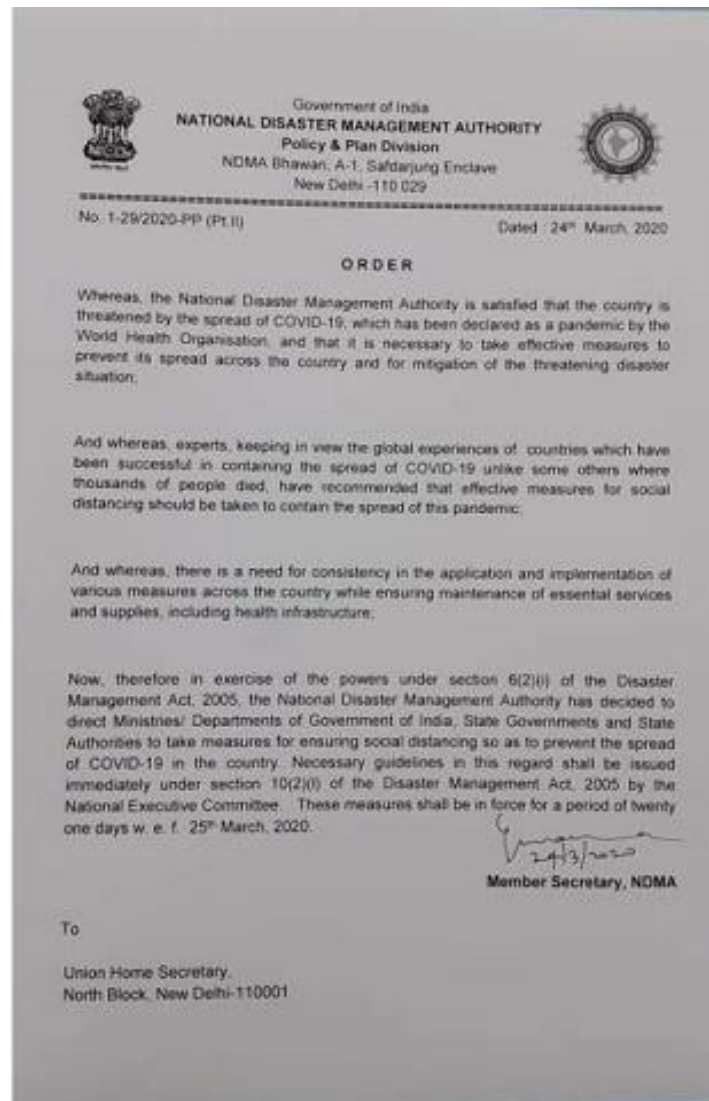 Government of India
NATIONAL DISASTER MANAGEMENT AUTHORITY
Policy & Plan Division
NDMA Bhawan, A-1, Safdarjung Enclave
New Delhi -110 029
No. 1-29/2020-PP (Pt.II)
Dated : 24th March, 2020
ORDER
Whereas, the National Disaster Management Authority is satisfied that the country is
threatened by the spread of COVID-19, which has been declared as a pandemic by the
World Health Organisation, and that it is necessary to take effective measures to
prevent its spread across the country and for mitigation of the threatening disaster
situation;
And whereas, experts, keeping in view the global experiences of countries which have
been successful in containing the spread of COVID-19 unlike some others where
thousands of people died, have recommended that effective measures for social
distancing should be taken to contain the spread of this pandemic;
And whereas, there is a need for consistency in the application and implementation of
various measures across the country while ensuring maintenance of essential services
and supplies, including health infrastructure;
Now, therefore in exercise of the powers under section 6(2)(i) of the Disaster
Management Act, 2005, the National Disaster Management Authority has decided to
direct Ministries/ Departments of Government of India, State Governments and State
Authorities to take measures for ensuring social distancing so as to prevent the spread
of COVID-19 in the country. Necessary guidelines in this regard shall be issued
immediately under section 10(2)(l) of the Disaster Management Act, 2005 by the
National Executive Committee. These measures shall be in force for a period of twenty
one days w. e. f. 25th March, 2020.
24/3/2020
Member Secretary, NDMA
To
Union Home Secretary,
North Block, New Delhi-110001